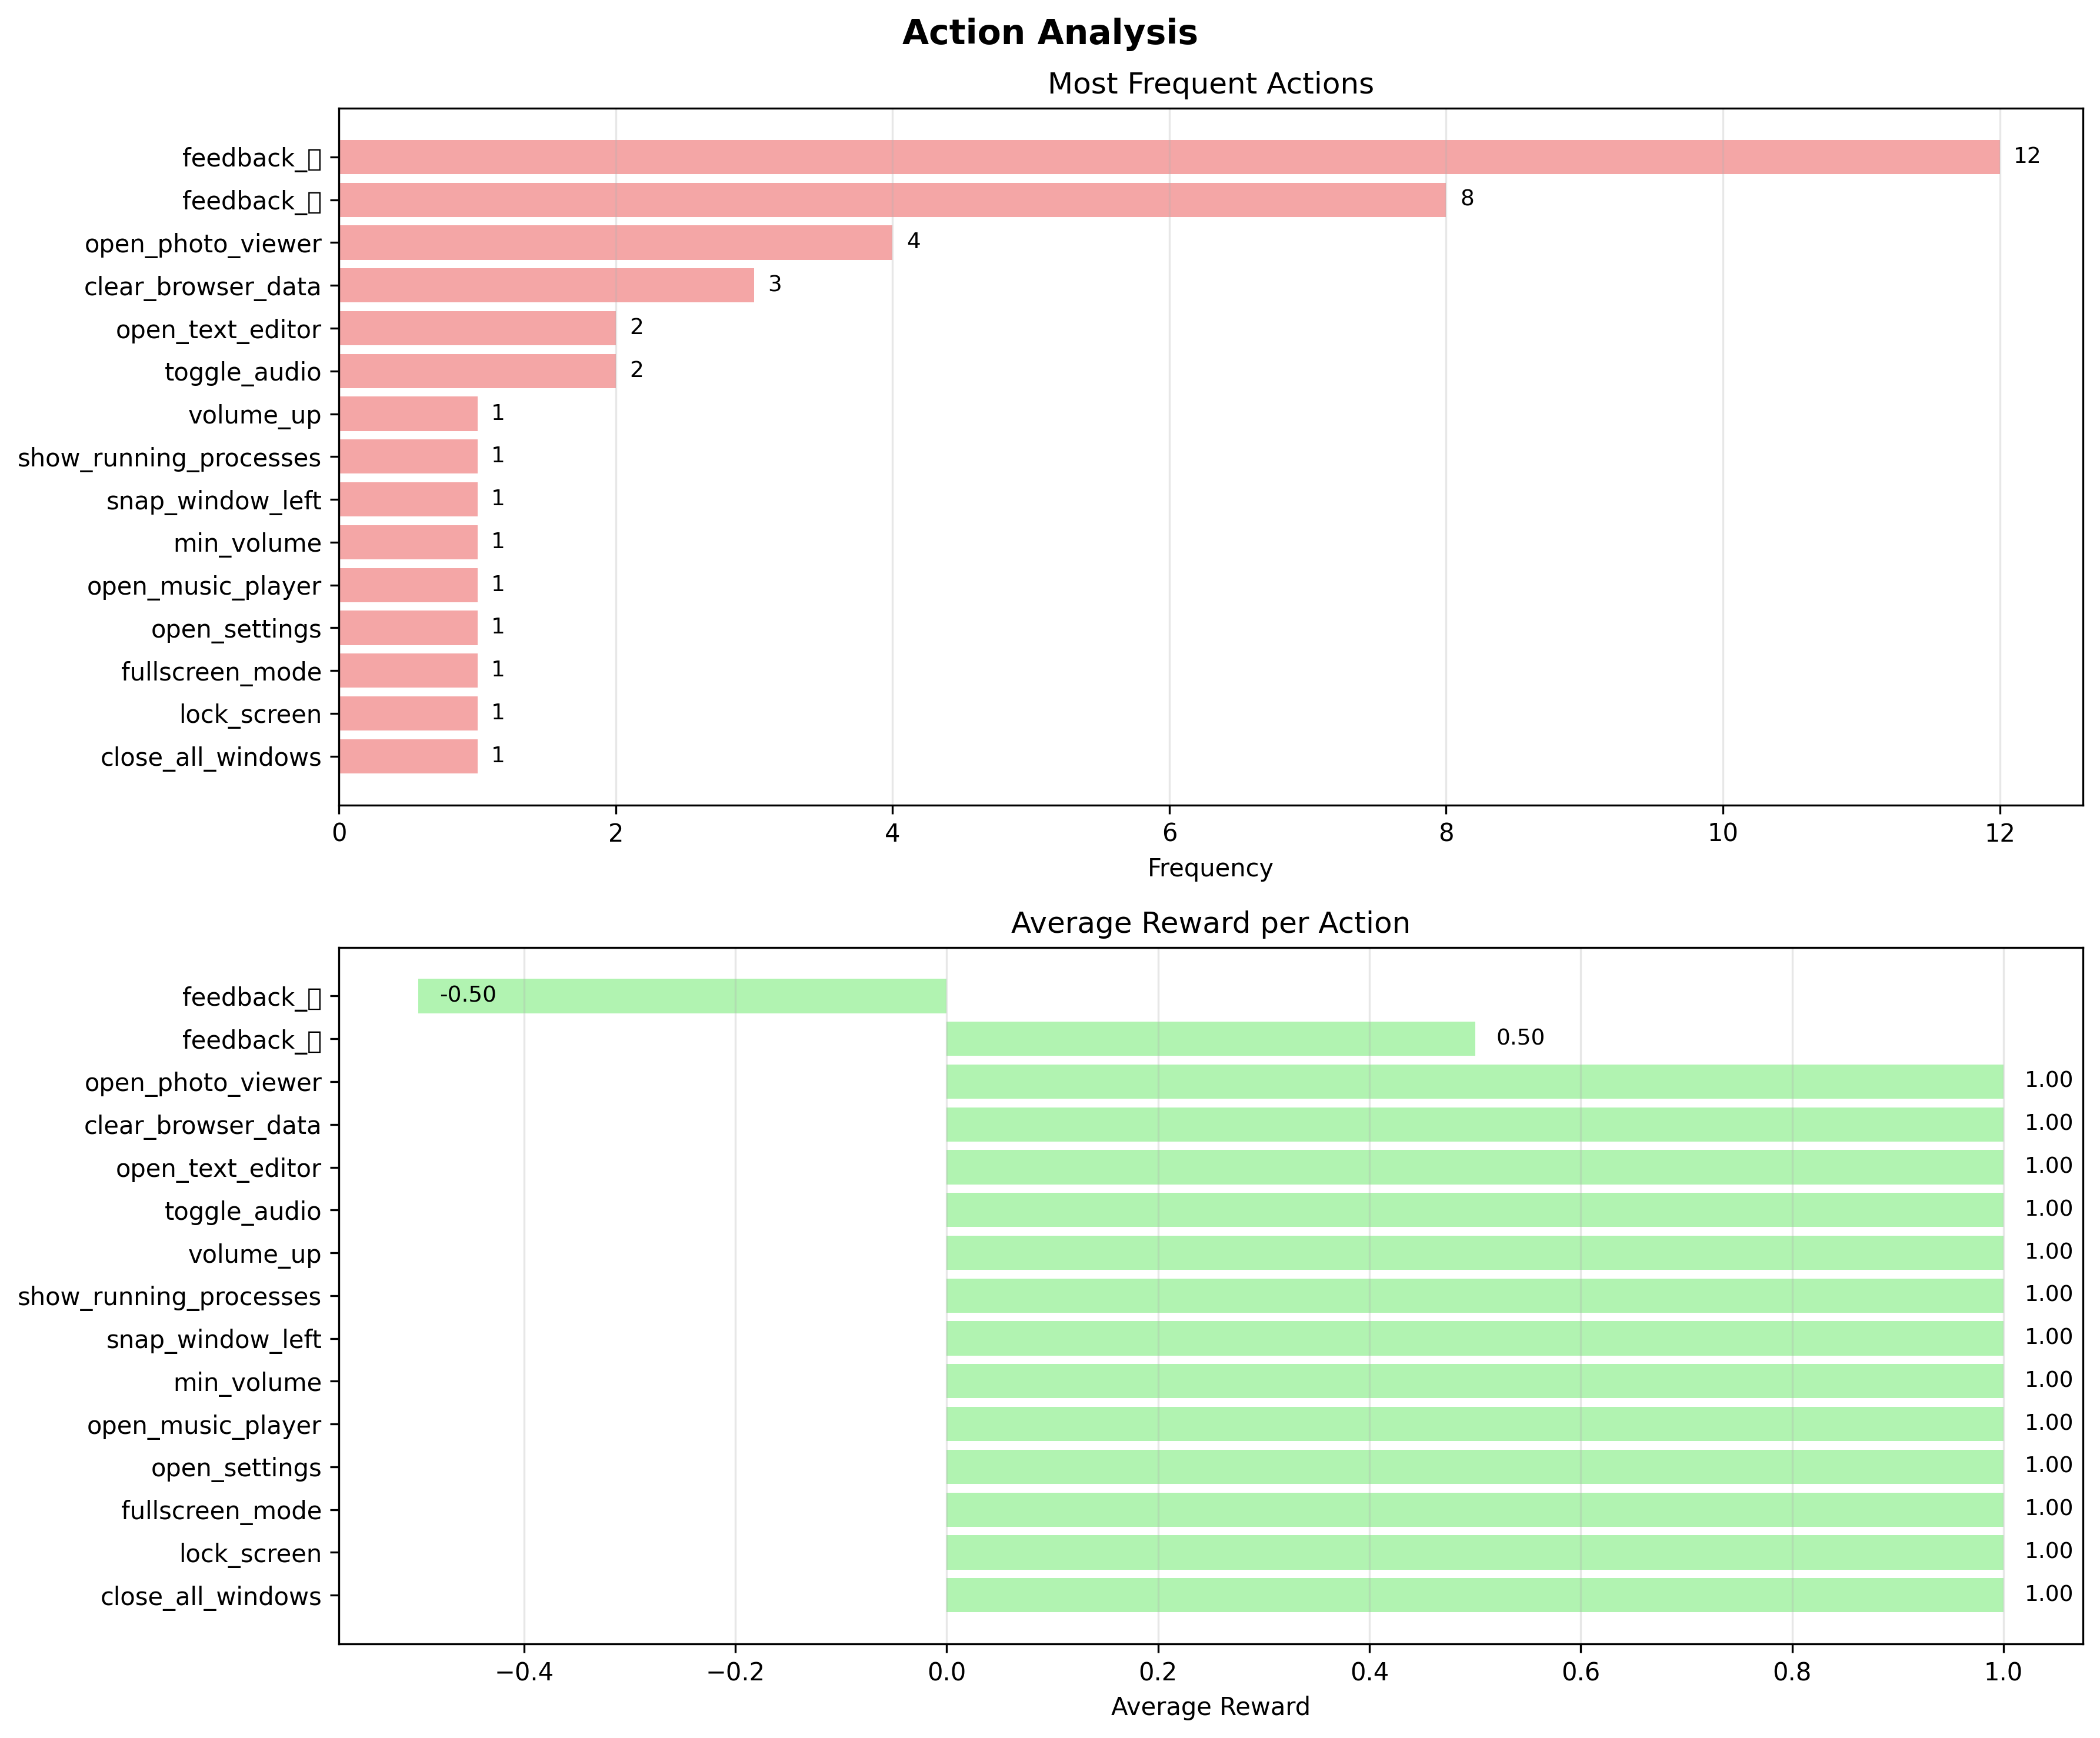 Action Analysis
Most Frequent Actions
feedback_▯ 12
feedback_▯ 8
open_photo_viewer 4
clear_browser_data 3
open_text_editor 2
toggle_audio 2
volume_up 1
show_running_processes 1
snap_window_left 1
min_volume 1
open_music_player 1
open_settings 1
fullscreen_mode 1
lock_screen 1
close_all_windows 1
0 2 4 6 8 10 12
Frequency
Average Reward per Action
feedback_▯ -0.50
feedback_▯ 0.50
open_photo_viewer 1.00
clear_browser_data 1.00
open_text_editor 1.00
toggle_audio 1.00
volume_up 1.00
show_running_processes 1.00
snap_window_left 1.00
min_volume 1.00
open_music_player 1.00
open_settings 1.00
fullscreen_mode 1.00
lock_screen 1.00
close_all_windows 1.00
−0.4 −0.2 0.0 0.2 0.4 0.6 0.8 1.0
Average Reward